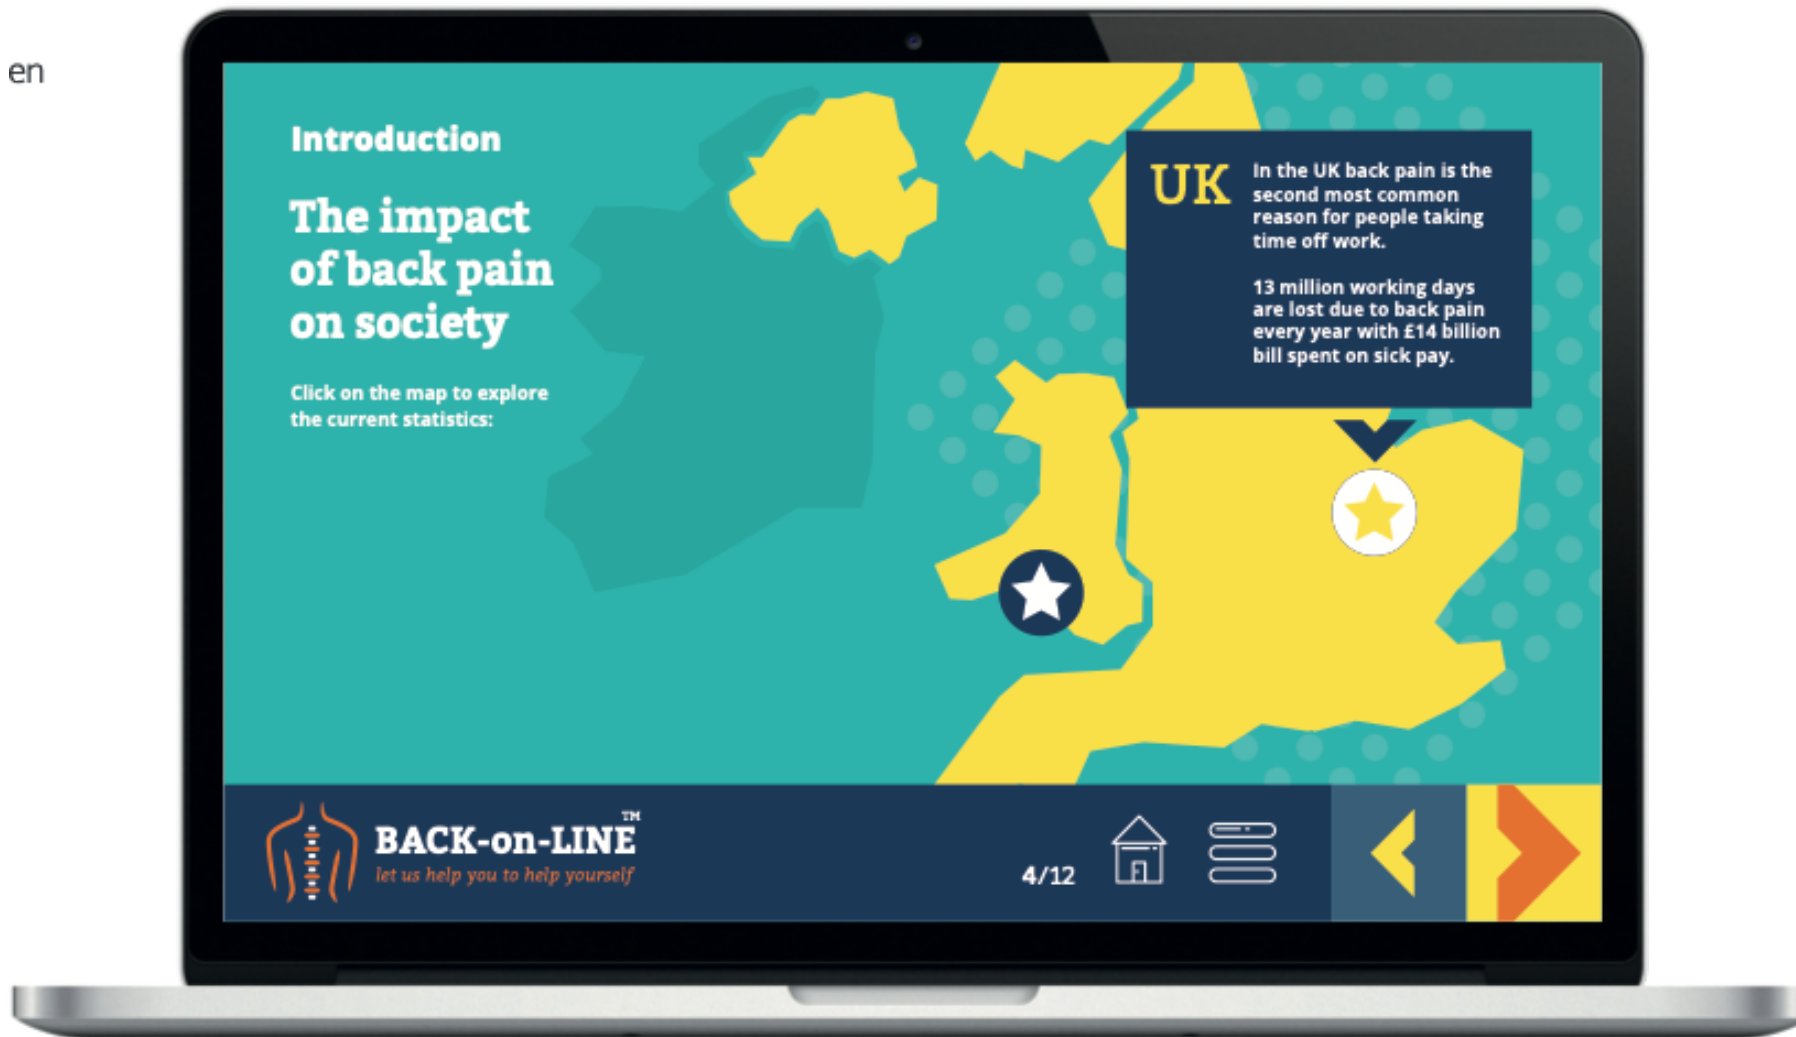 en
Introduction
The impact
of back pain
on society
Click on the map to explore
the current statistics:
UK
In the UK back pain is the
second most common
reason for people taking
time off work.
13 million working days
are lost due to back pain
every year with £14 billion
bill spent on sick pay.
BACK-on-LINE™
let us help you to help yourself
4/12